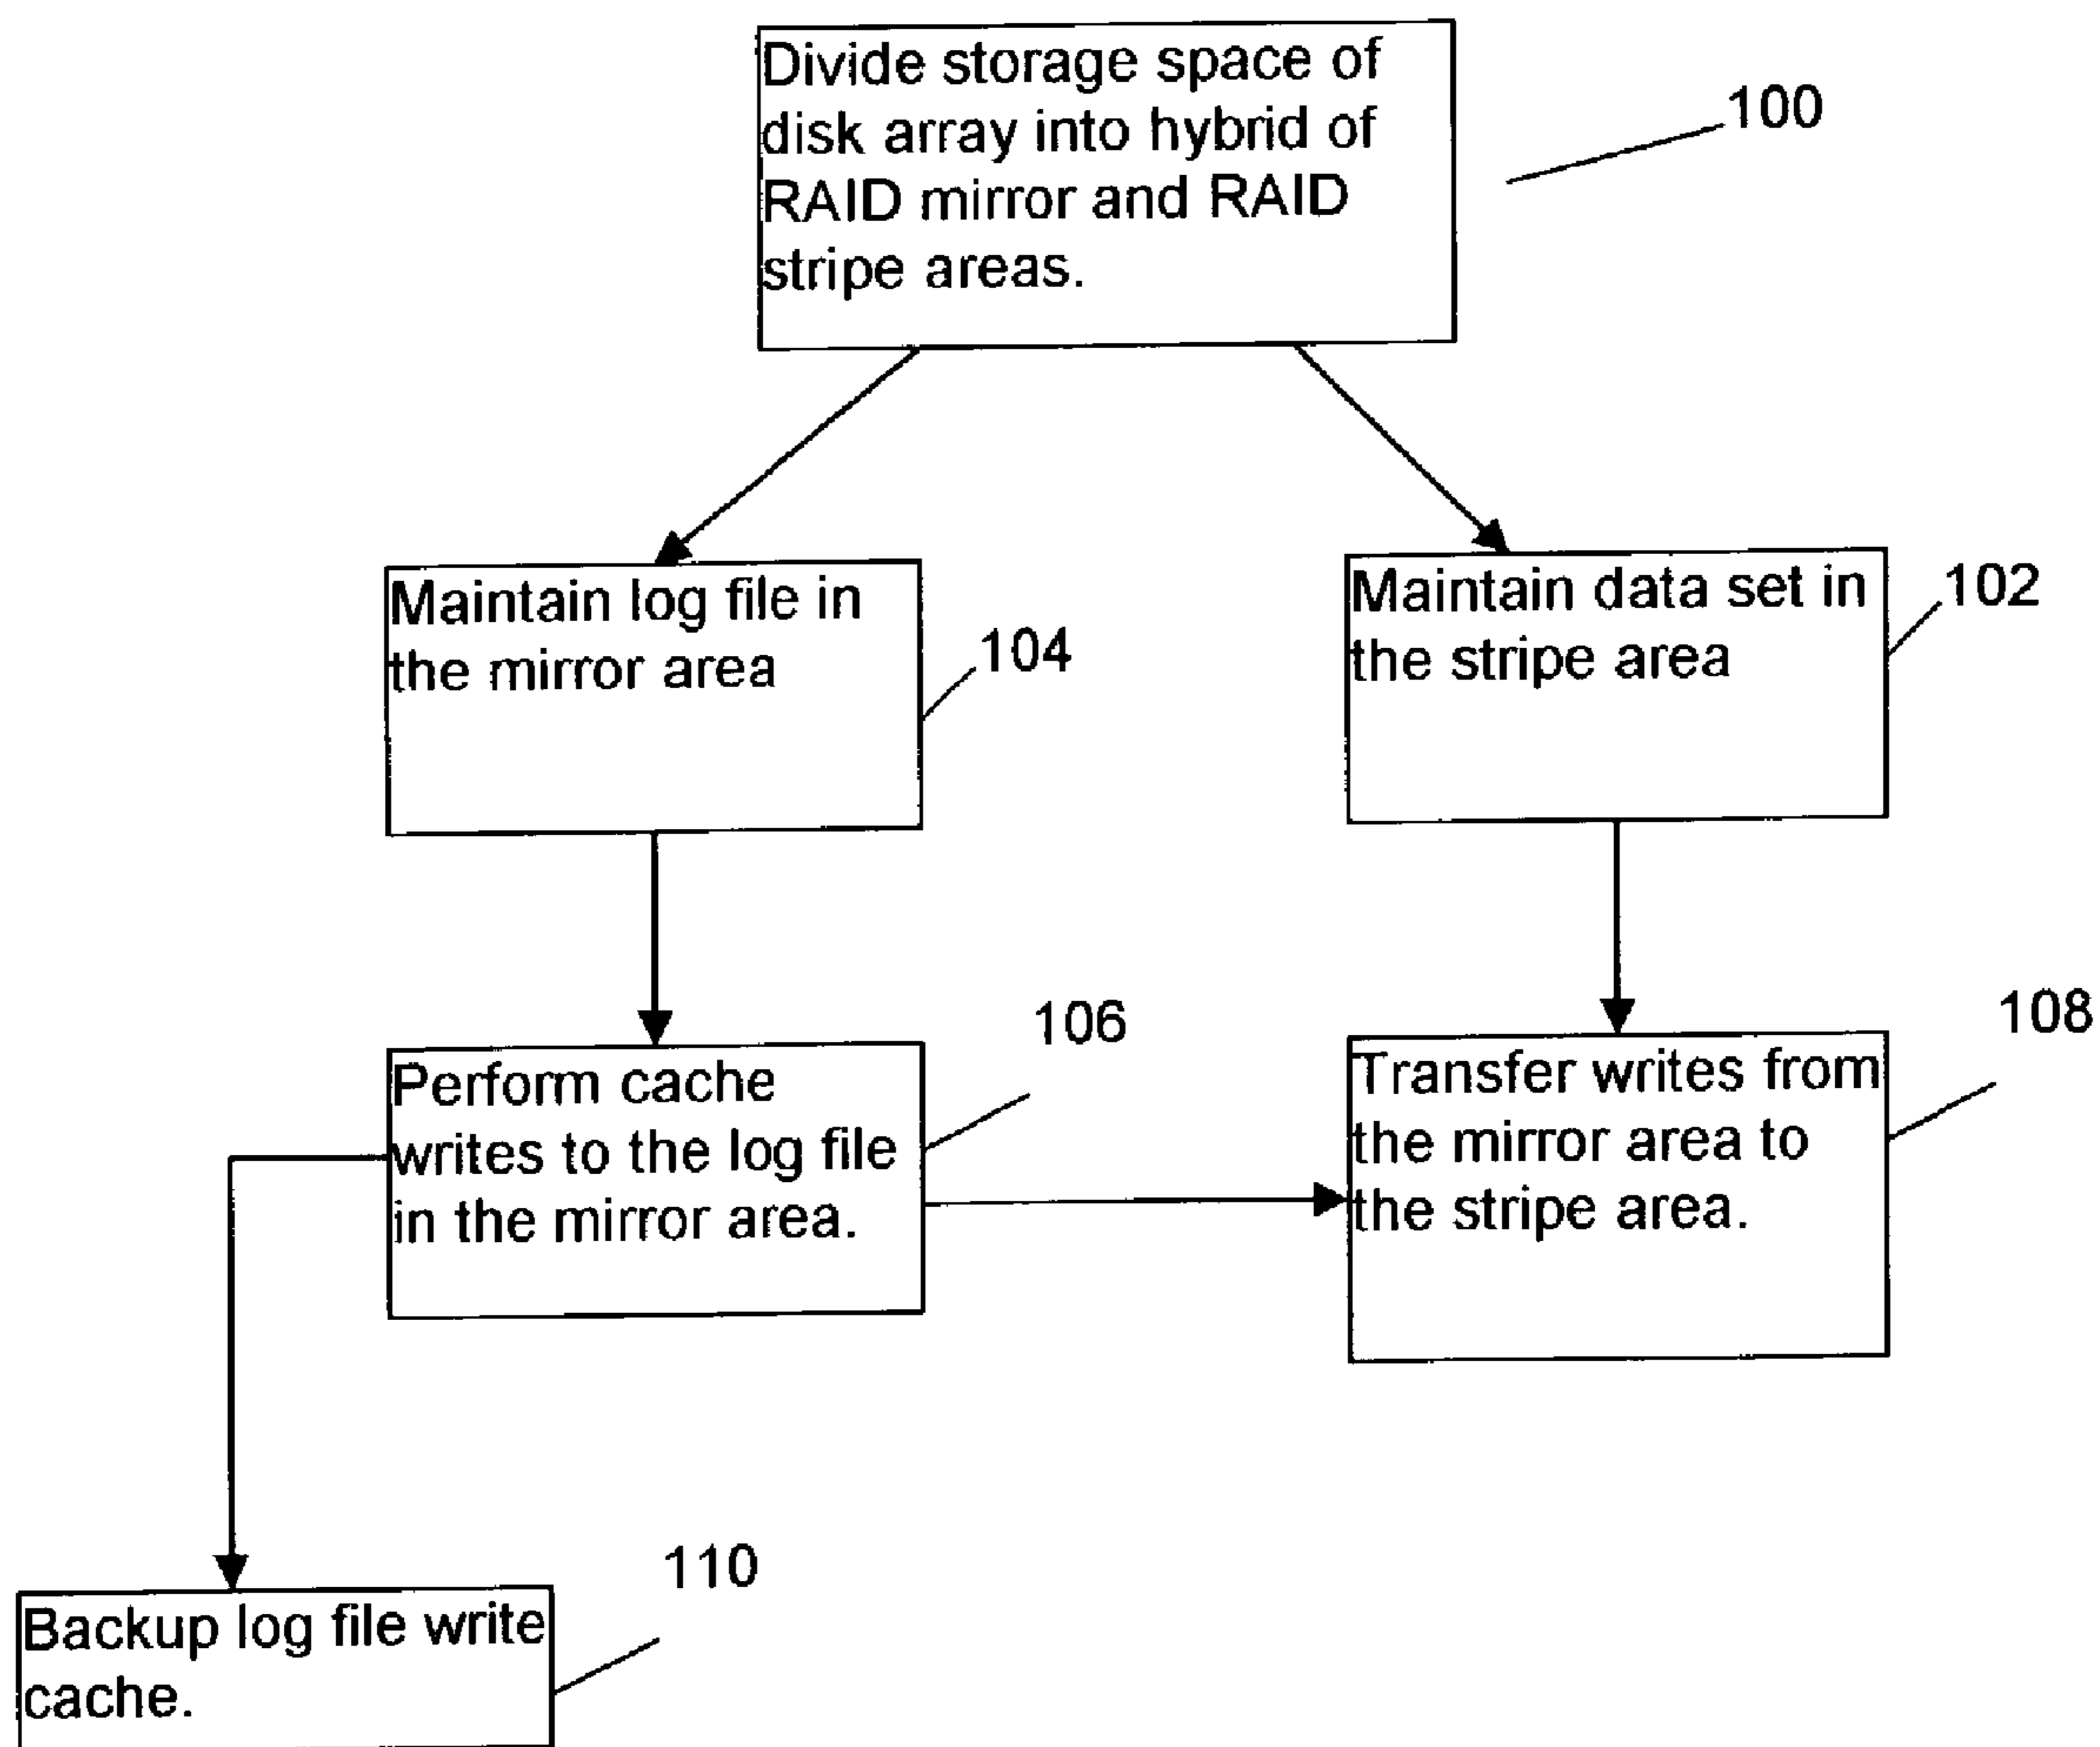 Divide storage space of
disk array into hybrid of
RAID mirror and RAID
stripe areas.
100
Maintain log file in
the mirror area
104
Maintain data set in
the stripe area
102
Perform cache
writes to the log file
in the mirror area.
106
Transfer writes from
the mirror area to
the stripe area.
108
Backup log file write
cache.
110